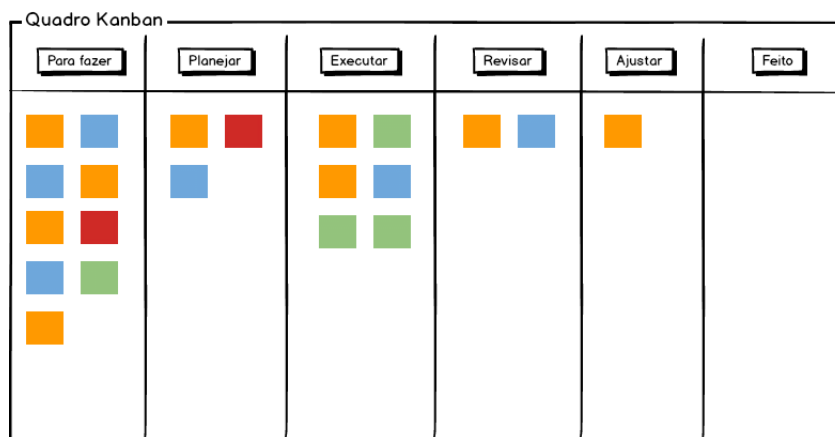 Quadro Kanban
Para fazer
Planejar
Executar
Revisar
Ajustar
Feito